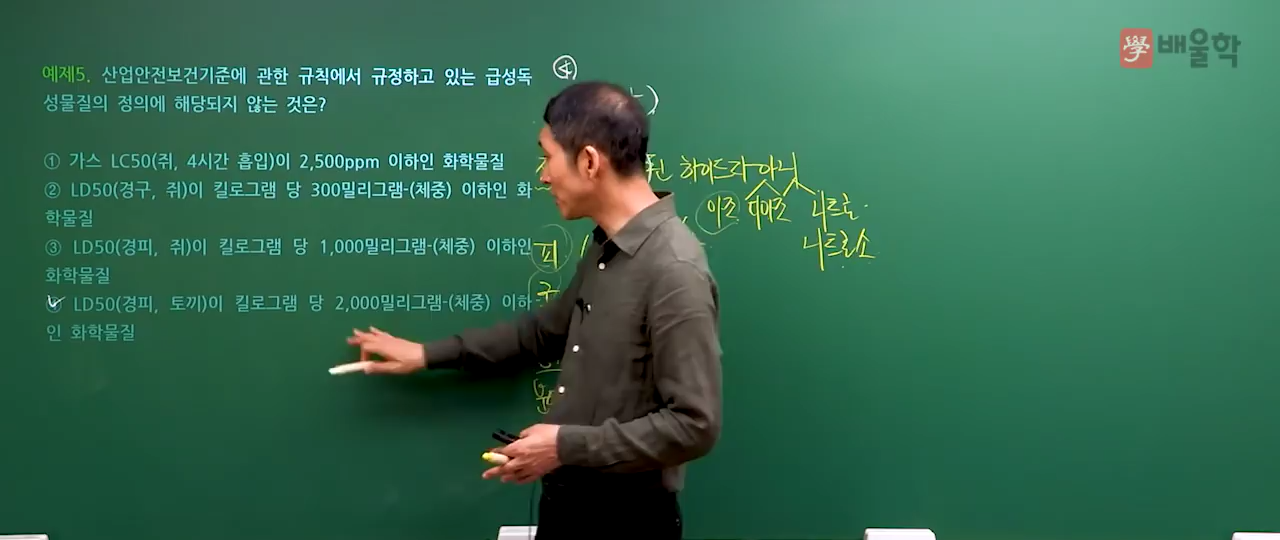 學 배울학
예제5. 산업안전보건기준에 관한 규칙에서 규정하고 있는 급성독
성물질의 정의에 해당되지 않는 것은?
④
① 가스 LC50(쥐, 4시간 흡입)이 2,500ppm 이하인 화학물질
② LD50(경구, 쥐)이 킬로그램 당 300밀리그램-(체중) 이하인 화
학물질
③ LD50(경피, 쥐)이 킬로그램 당 1,000밀리그램-(체중) 이하인
화학물질
④ LD50(경피, 토끼)이 킬로그램 당 2,000밀리그램-(체중) 이하
인 화학물질
하이드라
아조 디아조 니트로
니트로소
피